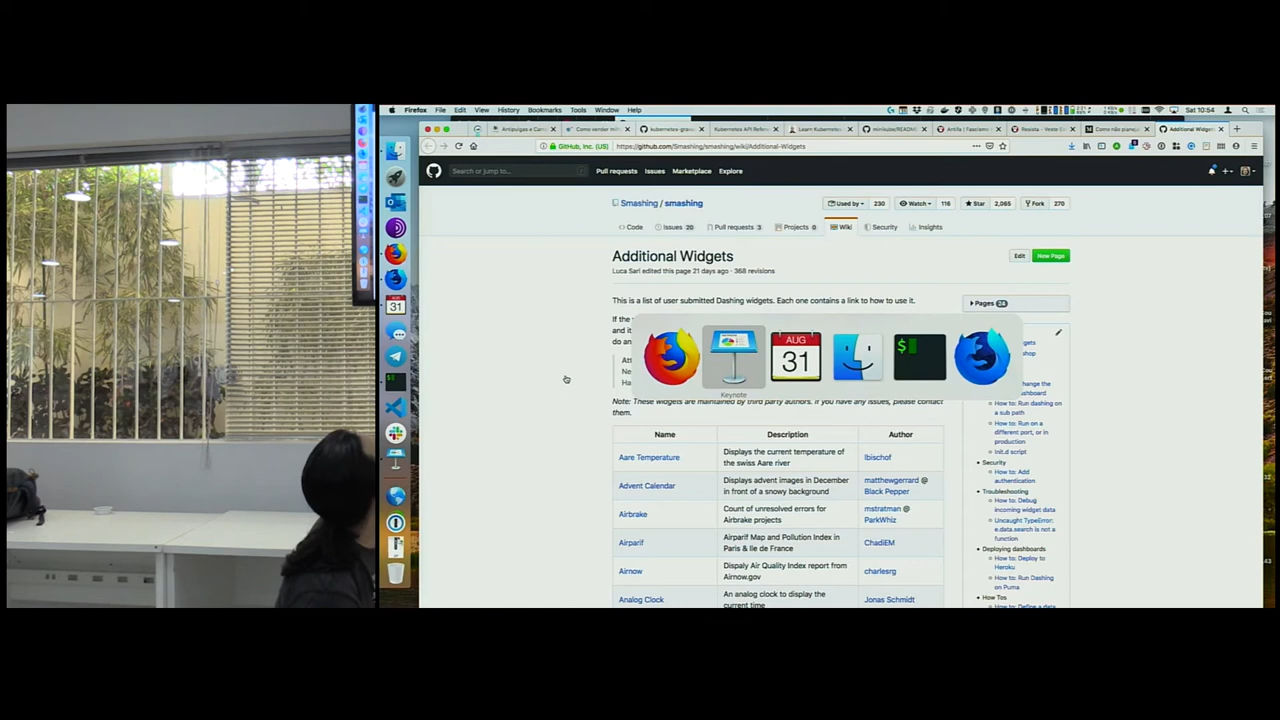 Firefox File Edit View History Bookmarks Tools Window Help
Sat 10:54
Additional Widgets
GitHub, Inc. (US) https://github.com/Smashing/smashing/wiki/Additional-Widgets
Search or jump to... / Pull requests Issues Marketplace Explore
Smashing / smashing
Used by 230 Watch 116 Star 2,065 Fork 270
Code Issues 20 Pull requests 3 Projects 0 Wiki Security Insights
Additional Widgets
Edit New Page
Luca Sari edited this page 21 days ago · 368 revisions
This is a list of user submitted Dashing widgets. Each one contains a link to how to use it.
Pages 24
If the
and it
do an
AUG
31
$
Keynote
Note: These widgets are maintained by third party authors. If you have any issues, please contact
them.
Name Description Author
Aare Temperature Displays the current temperature of
the swiss Aare river lbischof
Advent Calendar Displays advent images in December
in front of a snowy background matthewgerrard @
Black Pepper
Airbrake Count of unresolved errors for
Airbrake projects mstratman @
ParkWhiz
Airparif Airparif Map and Pollution Index in
Paris & Ile de France ChadiEM
Airnow Dispaly Air Quality Index report from
Airnow.gov charlesrg
Analog Clock An analog clock to display the
current time Jonas Schmidt
How to: Run dashing on
a sub path
How to: Run on a
different port, or in
production
Init.d script
Security
How to: Add
authentication
Troubleshooting
How to: Debug
incoming widget data
Uncaught TypeError:
e.data.search is not a
function
Deploying dashboards
How to: Deploy to
Heroku
How to: Run Dashing
on Puma
How Tos